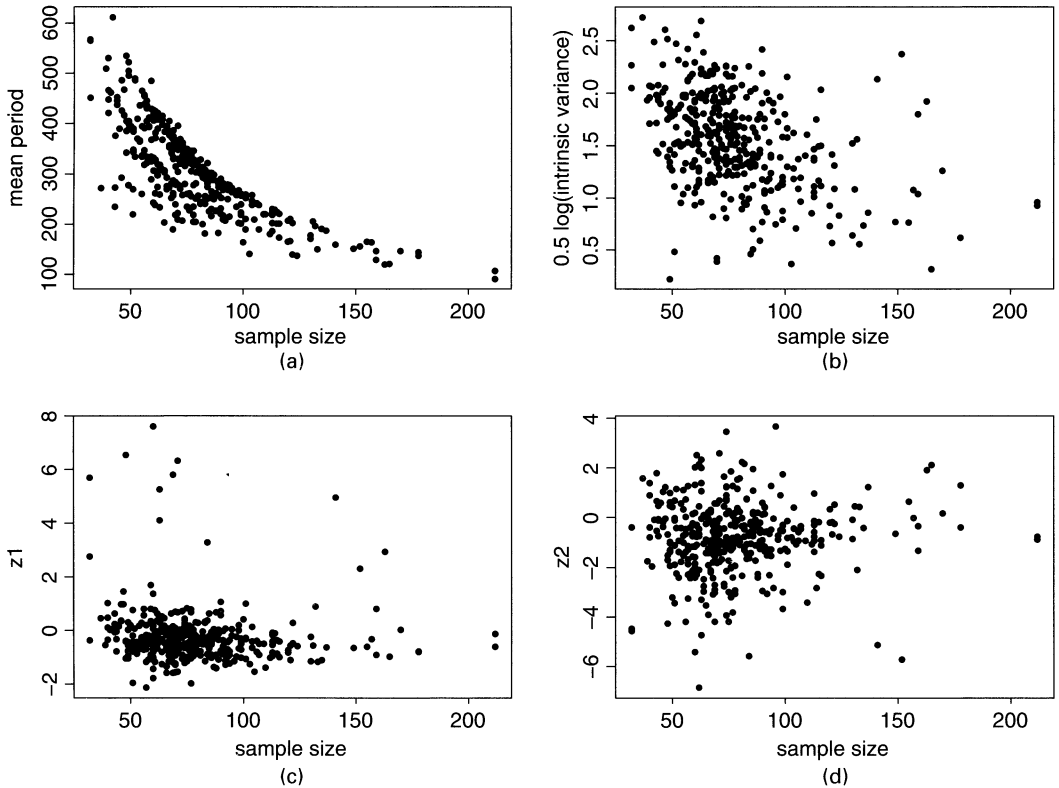 mean period
600
500
400
300
200
100
50 100 150 200
sample size
(a)
0.5 log(intrinsic variance)
2.5
2.0
1.5
1.0
0.5
50 100 150 200
sample size
(b)
z1
8
6
4
2
0
−2
50 100 150 200
sample size
(c)
z2
4
2
0
−2
−4
−6
50 100 150 200
sample size
(d)